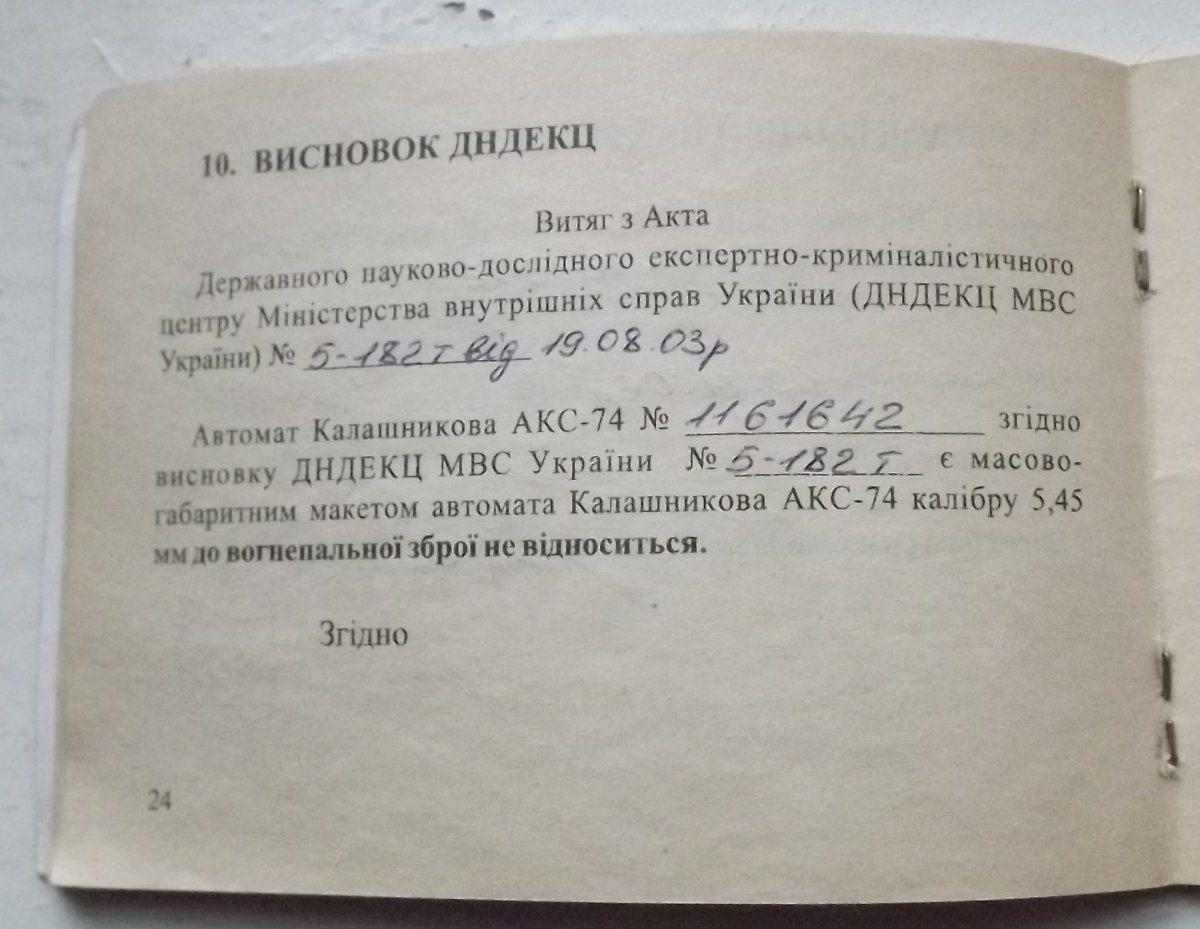 10. ВИСНОВОК ДНДЕКЦ
Витяг з Акта
Державного науково-дослідного експертно-криміналістичного
центру Міністерства внутрішніх справ України (ДНДЕКЦ МВС
України) № 5-182т від 19.08.03р
Автомат Калашникова АКС-74 № 1161642 згідно
висновку ДНДЕКЦ МВС України № 5-182т є масово-
габаритним макетом автомата Калашникова АКС-74 калібру 5,45
мм до вогнепальної зброї не відноситься.
Згідно
24